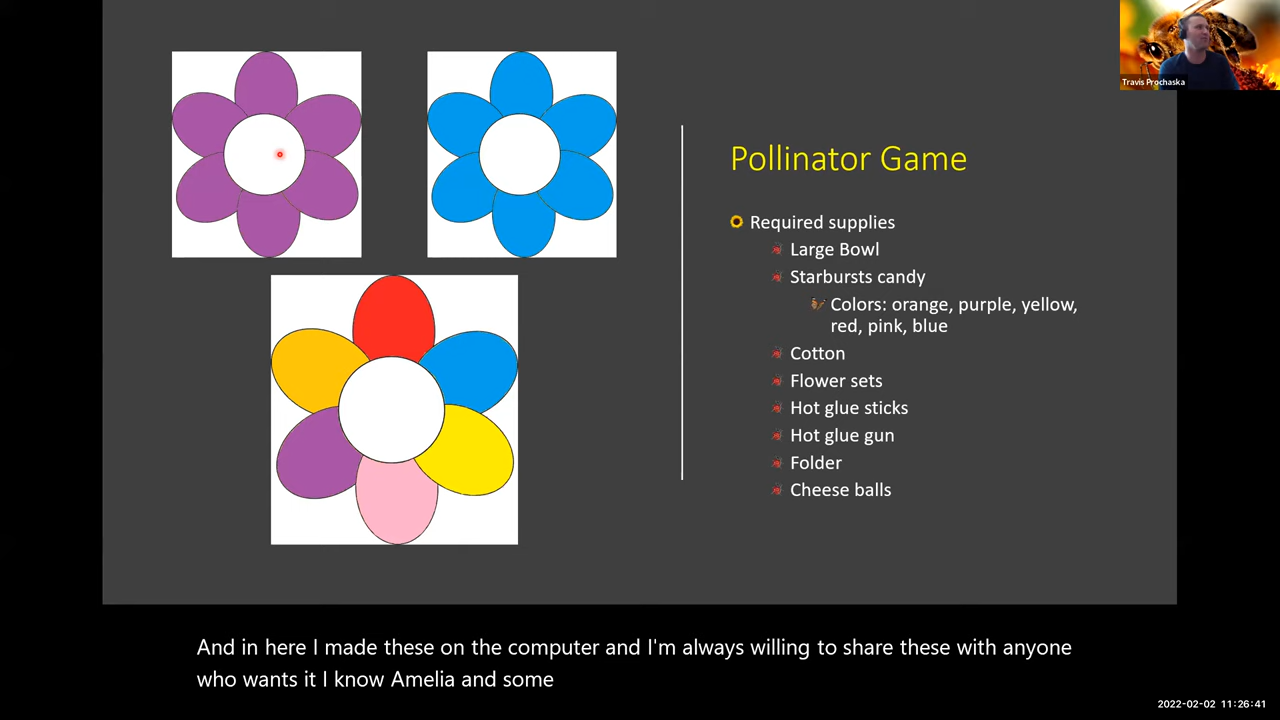 Travis Prochaska
Pollinator Game
Required supplies
Large Bowl
Starbursts candy
Colors: orange, purple, yellow,
red, pink, blue
Cotton
Flower sets
Hot glue sticks
Hot glue gun
Folder
Cheese balls
And in here I made these on the computer and I'm always willing to share these with anyone
who wants it I know Amelia and some
2022-02-02 11:26:41